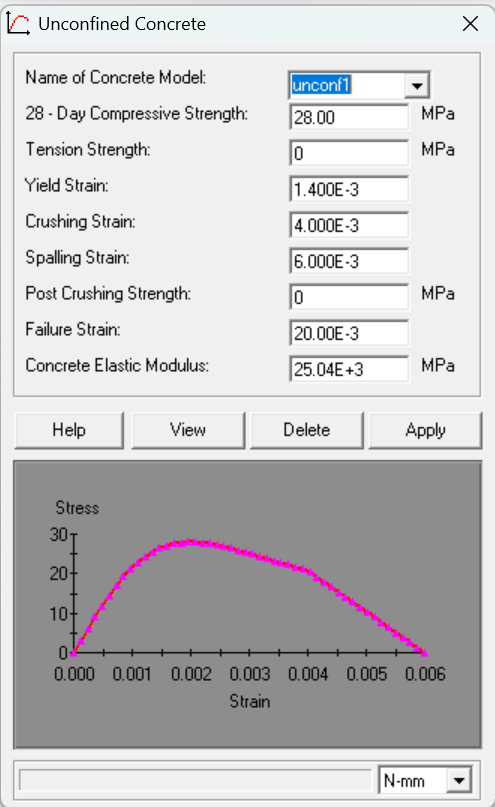 Unconfined Concrete
Name of Concrete Model: unconf1
28 - Day Compressive Strength: 28.00 MPa
Tension Strength: 0 MPa
Yield Strain: 1.400E-3
Crushing Strain: 4.000E-3
Spalling Strain: 6.000E-3
Post Crushing Strength: 0 MPa
Failure Strain: 20.00E-3
Concrete Elastic Modulus: 25.04E+3 MPa
Help View Delete Apply
Stress
30
20
10
0
0.000 0.001 0.002 0.003 0.004 0.005 0.006
Strain
N-mm